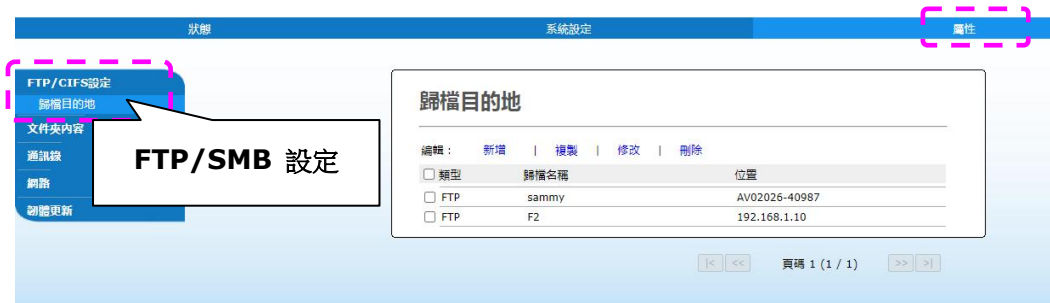 狀態 系統設定 屬性
FTP/CIFS設定
歸檔目的地
文件夾內容
通訊錄
網路
韌體更新
FTP/SMB 設定
歸檔目的地
編輯： 新增 | 複製 | 修改 | 刪除
類型 歸檔名稱 位置
FTP sammy AV02026-40987
FTP F2 192.168.1.10
|< << 頁碼 1 (1 / 1) >> >|